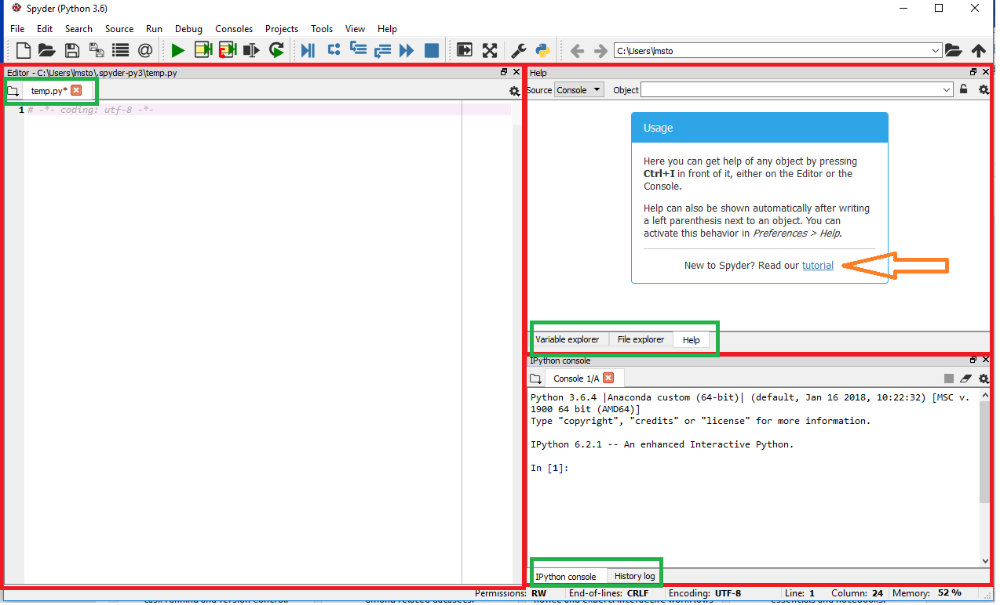 Spyder (Python 3.6)
File Edit Search Source Run Debug Consoles Projects Tools View Help
C:\Users\lmsto
Editor - C:\Users\lmsto\.spyder-py3\temp.py
temp.py*
1 # -*- coding: utf-8 -*-
Help
Source Console Object
Usage
Here you can get help of any object by pressing
Ctrl+I in front of it, either on the Editor or the
Console.
Help can also be shown automatically after writing
a left parenthesis next to an object. You can
activate this behavior in Preferences > Help.
New to Spyder? Read our tutorial
Variable explorer File explorer Help
IPython console
Console 1/A
Python 3.6.4 |Anaconda custom (64-bit)| (default, Jan 16 2018, 10:22:32) [MSC v.
1900 64 bit (AMD64)]
Type "copyright", "credits" or "license" for more information.
IPython 6.2.1 -- An enhanced Interactive Python.
In [1]:
IPython console History log
Permissions: RW End-of-lines: CRLF Encoding: UTF-8 Line: 1 Column: 24 Memory: 52 %